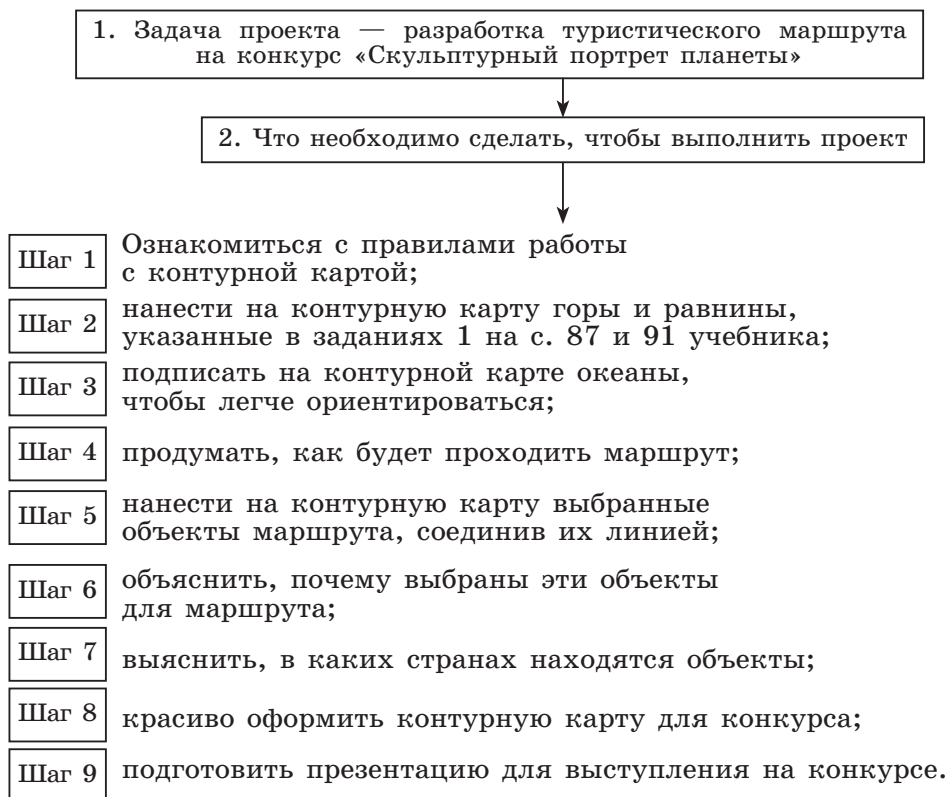 1. Задача проекта — разработка туристического маршрута
на конкурс «Скульптурный портрет планеты»
2. Что необходимо сделать, чтобы выполнить проект
Шаг 1
Ознакомиться с правилами работы
с контурной картой;
Шаг 2
нанести на контурную карту горы и равнины,
указанные в заданиях 1 на с. 87 и 91 учебника;
Шаг 3
подписать на контурной карте океаны,
чтобы легче ориентироваться;
Шаг 4
продумать, как будет проходить маршрут;
Шаг 5
нанести на контурную карту выбранные
объекты маршрута, соединив их линией;
Шаг 6
объяснить, почему выбраны эти объекты
для маршрута;
Шаг 7
выяснить, в каких странах находятся объекты;
Шаг 8
красиво оформить контурную карту для конкурса;
Шаг 9
подготовить презентацию для выступления на конкурсе.